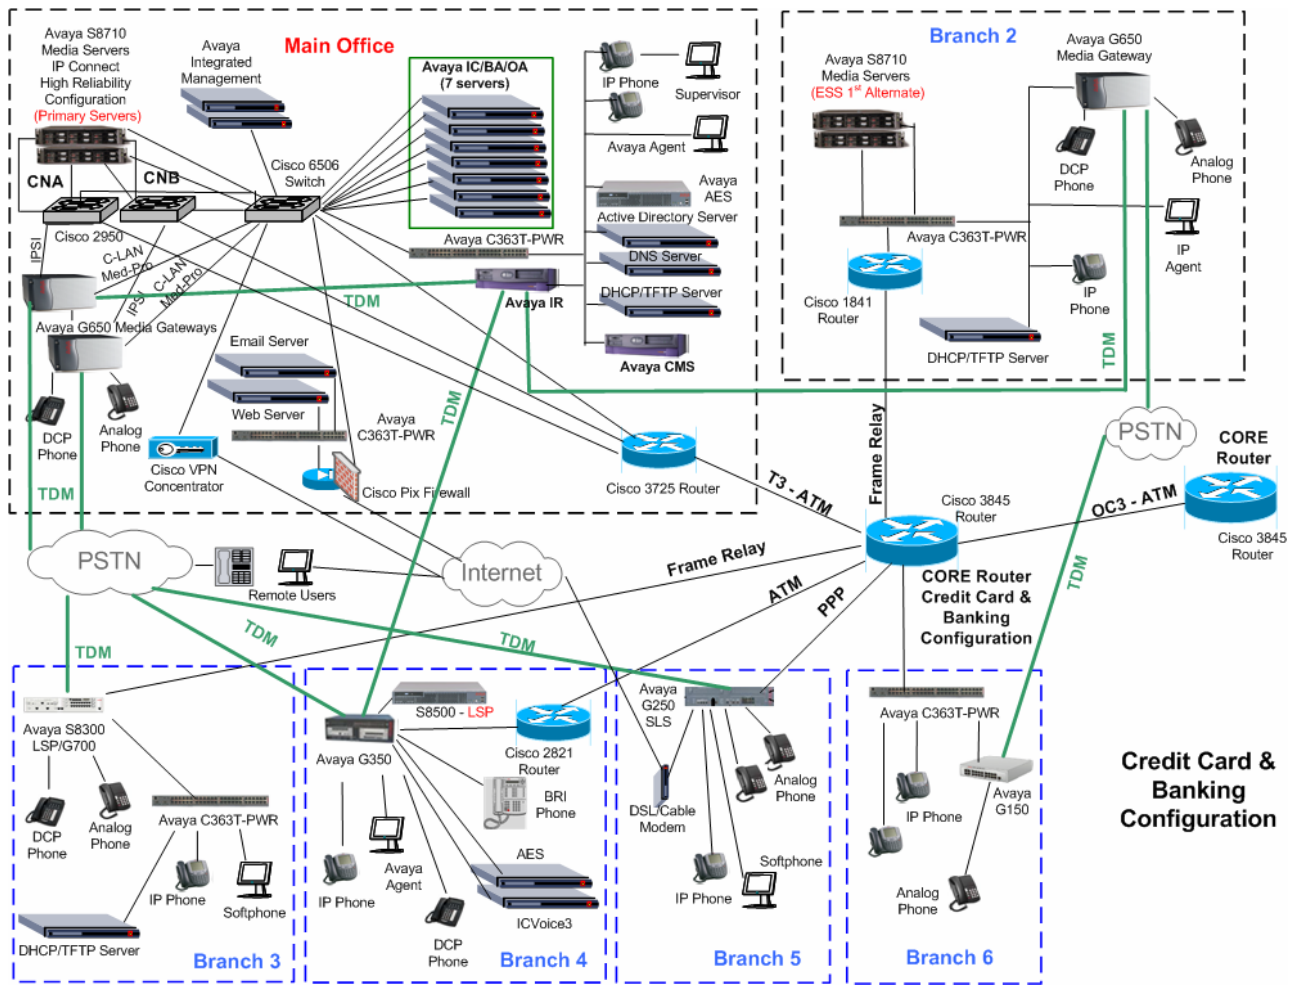 Main Office
Avaya S8710
Media Servers
IP Connect
High Reliability
Configuration
(Primary Servers)
Avaya
Integrated
Management
Avaya IC/BA/OA
(7 servers)
IP Phone
Supervisor
Avaya Agent
Avaya
AES
Active Directory Server
DNS Server
DHCP/TFTP Server
Avaya CMS
CNA
CNB
Cisco 6506
Switch
Cisco 2950
Avaya C363T-PWR
Avaya IR
IPSI
C-LAN
Med-Pro
IPSI
C-LAN
Med-Pro
TDM
Avaya G650 Media Gateways
Email Server
Web Server
Avaya
C363T-PWR
DCP
Phone
Analog
Phone
Cisco VPN
Concentrator
Cisco Pix Firewall
Cisco 3725 Router
TDM
TDM
TDM
Branch 2
Avaya S8710
Media Servers
(ESS 1st Alternate)
Avaya G650
Media Gateway
DCP
Phone
Analog
Phone
Avaya C363T-PWR
IP
Agent
IP
Phone
Cisco 1841
Router
DHCP/TFTP Server
TDM
Frame Relay
PSTN
CORE
Router
T3 - ATM
Cisco 3845
Router
OC3 - ATM
Cisco 3845
Router
PSTN
Remote Users
Internet
Frame Relay
ATM
PPP
CORE Router
Credit Card &
Banking
Configuration
TDM
TDM
TDM
TDM
Avaya S8300
LSP/G700
DCP
Phone
Analog
Phone
Avaya C363T-PWR
IP Phone
Softphone
DHCP/TFTP Server
Branch 3
S8500 - LSP
Avaya G350
Cisco 2821
Router
BRI
Phone
IP Phone
Avaya
Agent
AES
ICVoice3
DCP
Phone
Branch 4
Avaya
G250
SLS
DSL/Cable
Modem
Analog
Phone
IP Phone
Softphone
Branch 5
Avaya C363T-PWR
IP Phone
Avaya
G150
Analog
Phone
Branch 6
Credit Card &
Banking
Configuration